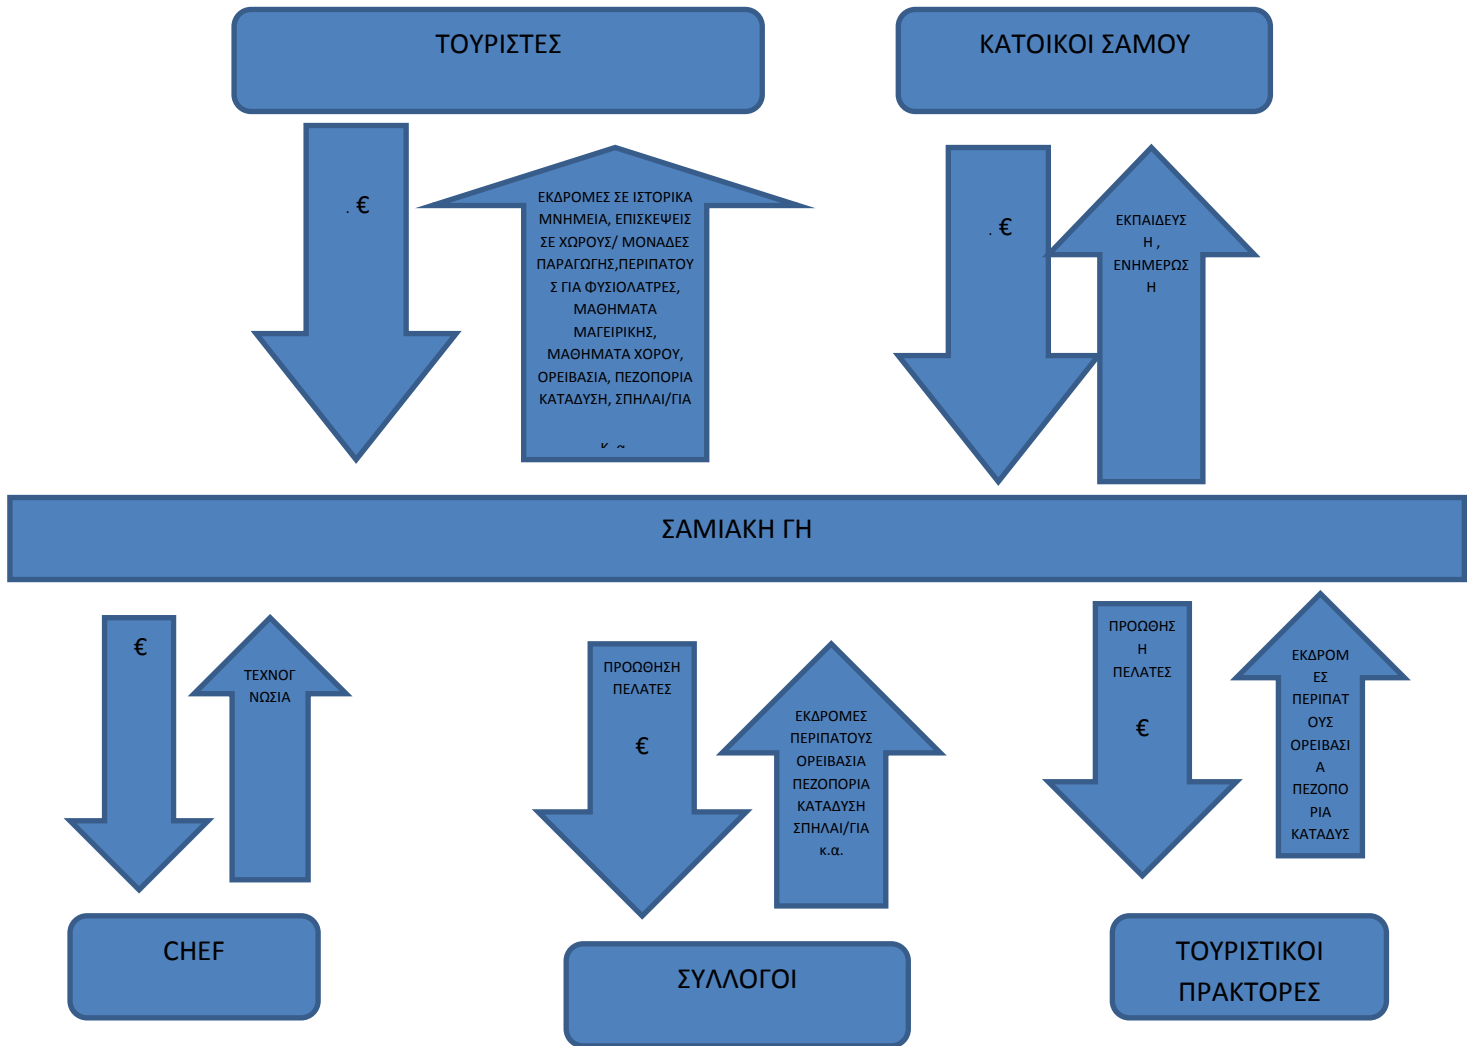 ΤΟΥΡΙΣΤΕΣ
ΚΑΤΟΙΚΟΙ ΣΑΜΟΥ
. €
ΕΚΔΡΟΜΕΣ ΣΕ ΙΣΤΟΡΙΚΑ
ΜΝΗΜΕΙΑ, ΕΠΙΣΚΕΨΕΙΣ
ΣΕ ΧΩΡΟΥΣ/ ΜΟΝΑΔΕΣ
ΠΑΡΑΓΩΓΗΣ,ΠΕΡΙΠΑΤΟΥ
Σ ΓΙΑ ΦΥΣΙΟΛΑΤΡΕΣ,
ΜΑΘΗΜΑΤΑ
ΜΑΓΕΙΡΙΚΗΣ,
ΜΑΘΗΜΑΤΑ ΧΟΡΟΥ,
ΟΡΕΙΒΑΣΙΑ, ΠΕΖΟΠΟΡΙΑ
ΚΑΤΑΔΥΣΗ, ΣΠΗΛΑΙ/ΓΙΑ
κ. α.
. €
ΕΚΠΑΙΔΕΥΣ
Η ,
ΕΝΗΜΕΡΩΣ
Η
ΣΑΜΙΑΚΗ ΓΗ
€
ΤΕΧΝΟΓ
ΝΩΣΙΑ
ΠΡΟΩΘΗΣΗ
ΠΕΛΑΤΕΣ
€
ΕΚΔΡΟΜΕΣ
ΠΕΡΙΠΑΤΟΥΣ
ΟΡΕΙΒΑΣΙΑ
ΠΕΖΟΠΟΡΙΑ
ΚΑΤΑΔΥΣΗ
ΣΠΗΛΑΙ/ΓΙΑ
κ.α.
ΠΡΟΩΘΗΣ
Η
ΠΕΛΑΤΕΣ
€
ΕΚΔΡΟΜ
ΕΣ
ΠΕΡΙΠΑΤ
ΟΥΣ
ΟΡΕΙΒΑΣΙ
Α
ΠΕΖΟΠΟ
ΡΙΑ
ΚΑΤΑΔΥΣ
CHEF
ΣΥΛΛΟΓΟΙ
ΤΟΥΡΙΣΤΙΚΟΙ
ΠΡΑΚΤΟΡΕΣ